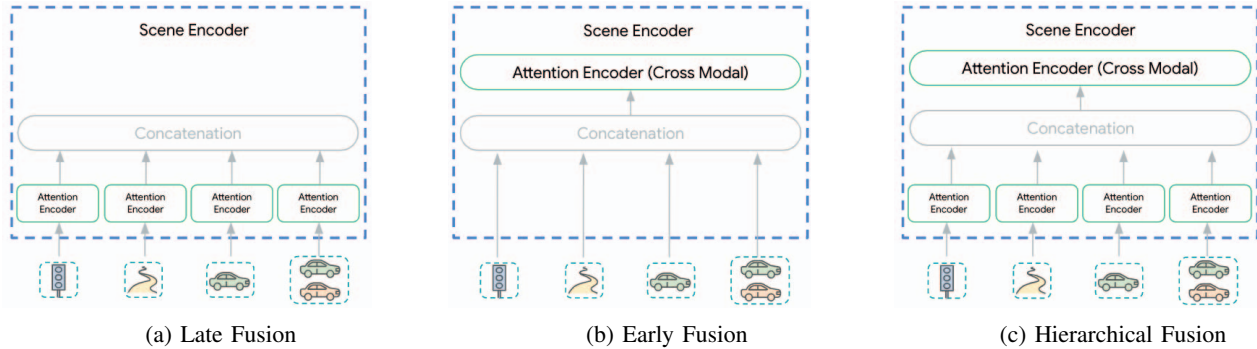 Scene Encoder
Concatenation
Attention Encoder
Attention Encoder
Attention Encoder
Attention Encoder
(a) Late Fusion
Scene Encoder
Attention Encoder (Cross Modal)
Concatenation
(b) Early Fusion
Scene Encoder
Attention Encoder (Cross Modal)
Concatenation
Attention Encoder
Attention Encoder
Attention Encoder
Attention Encoder
(c) Hierarchical Fusion